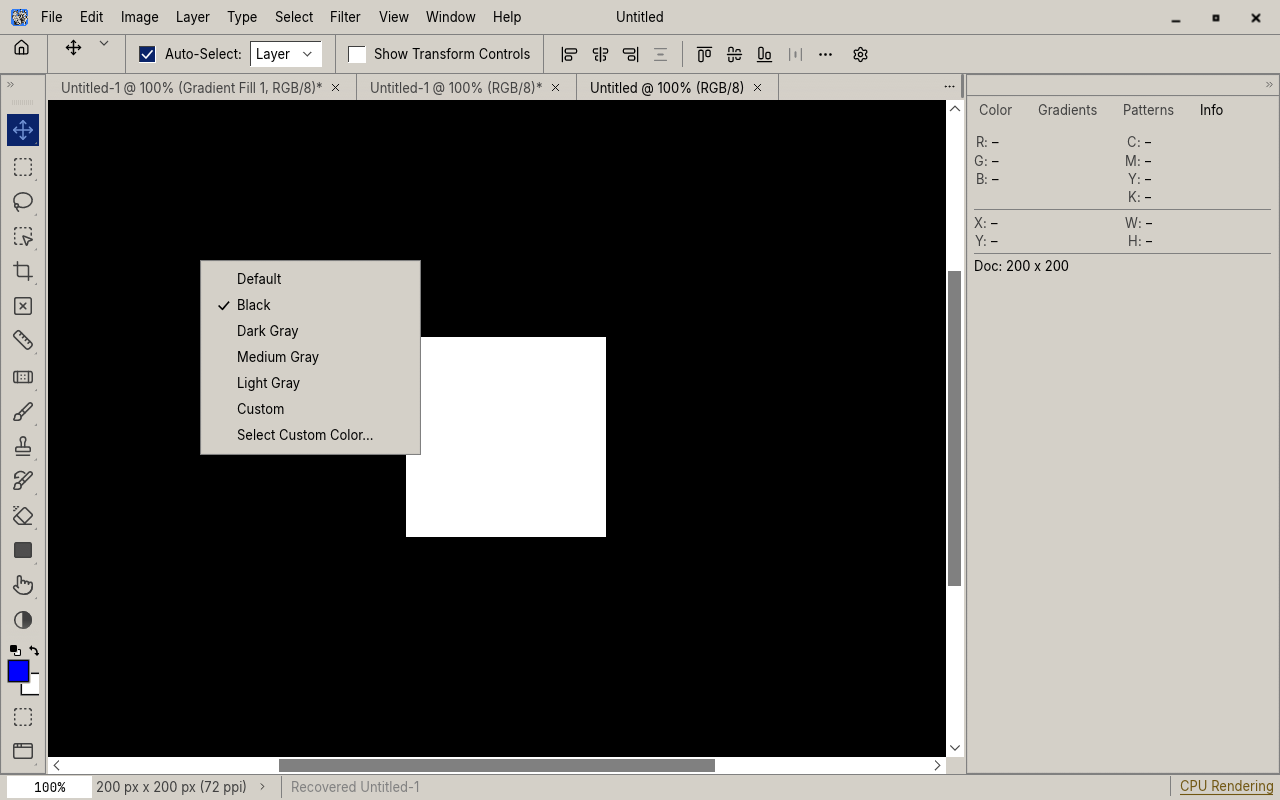 File Edit Image Layer Type Select Filter View Window Help Untitled
Auto-Select: Layer Show Transform Controls
Untitled-1 @ 100% (Gradient Fill 1, RGB/8)* Untitled-1 @ 100% (RGB/8)* Untitled @ 100% (RGB/8)
Color Gradients Patterns Info
R: – C: –
G: – M: –
B: – Y: –
K: –
X: – W: –
Y: – H: –
Doc: 200 x 200
Default
Black
Dark Gray
Medium Gray
Light Gray
Custom
Select Custom Color...
100% 200 px x 200 px (72 ppi) Recovered Untitled-1 CPU Rendering